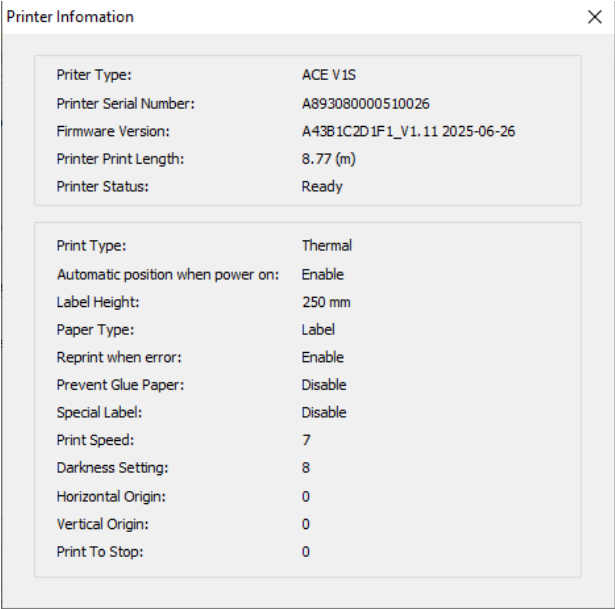 Printer Infomation
Priter Type: ACE V1S
Printer Serial Number: A893080000510026
Firmware Version: A43B1C2D1F1_V1.11 2025-06-26
Printer Print Length: 8.77 (m)
Printer Status: Ready
Print Type: Thermal
Automatic position when power on: Enable
Label Height: 250 mm
Paper Type: Label
Reprint when error: Enable
Prevent Glue Paper: Disable
Special Label: Disable
Print Speed: 7
Darkness Setting: 8
Horizontal Origin: 0
Vertical Origin: 0
Print To Stop: 0